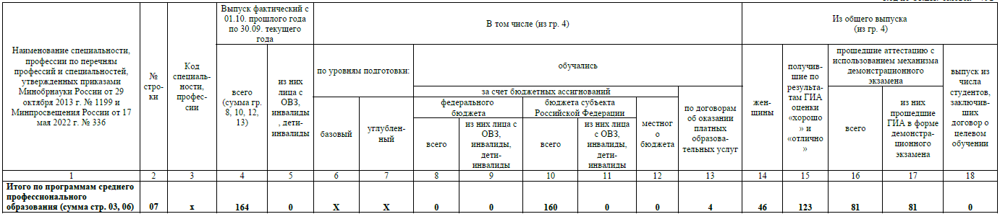 Наименование специальности,
профессии по перечням
профессий и специальностей,
утвержденных приказами
Минобрнауки России от 29
октября 2013 г. № 1199 и
Минпросвещения России от 17
мая 2022 г. № 336
№
стро-
ки
Код
специаль-
ности,
профес-
сии
Выпуск фактический с
01.10. прошлого года
по 30.09. текущего
года
всего
(сумма гр.
8, 10, 12,
13)
из них
лица с
ОВЗ,
инвалиды
, дети-
инвалиды
В том числе (из гр. 4)
по уровням подготовки:
базовый
углублен-
ный
обучались
за счет бюджетных ассигнований
федерального
бюджета
всего
из них лица с
ОВЗ,
инвалиды,
дети-
инвалиды
бюджета субъекта
Российской Федерации
всего
из них лица
с ОВЗ,
инвалиды,
дети-
инвалиды
местног
о
бюджета
по договорам
об оказании
платных
образова-
тельных услуг
Из общего выпуска
(из гр. 4)
жен-
щины
получив-
шие по
результа-
там ГИА
оценки
«хорошо
» и
«отлично
»
прошедшие аттестацию с
использованием механизма
демонстрационного
экзамена
всего
из них
прошедшие
ГИА в форме
демонстра-
ционного
экзамена
выпуск из
числа
студентов,
заключив-
ших
договор о
целевом
обучении
1 2 3 4 5 6 7 8 9 10 11 12 13 14 15 16 17 18
Итого по программам среднего
профессионального
образования (сумма стр. 03, 06) 07 х 164 0 Х Х 0 0 160 0 0 4 46 123 81 81 0